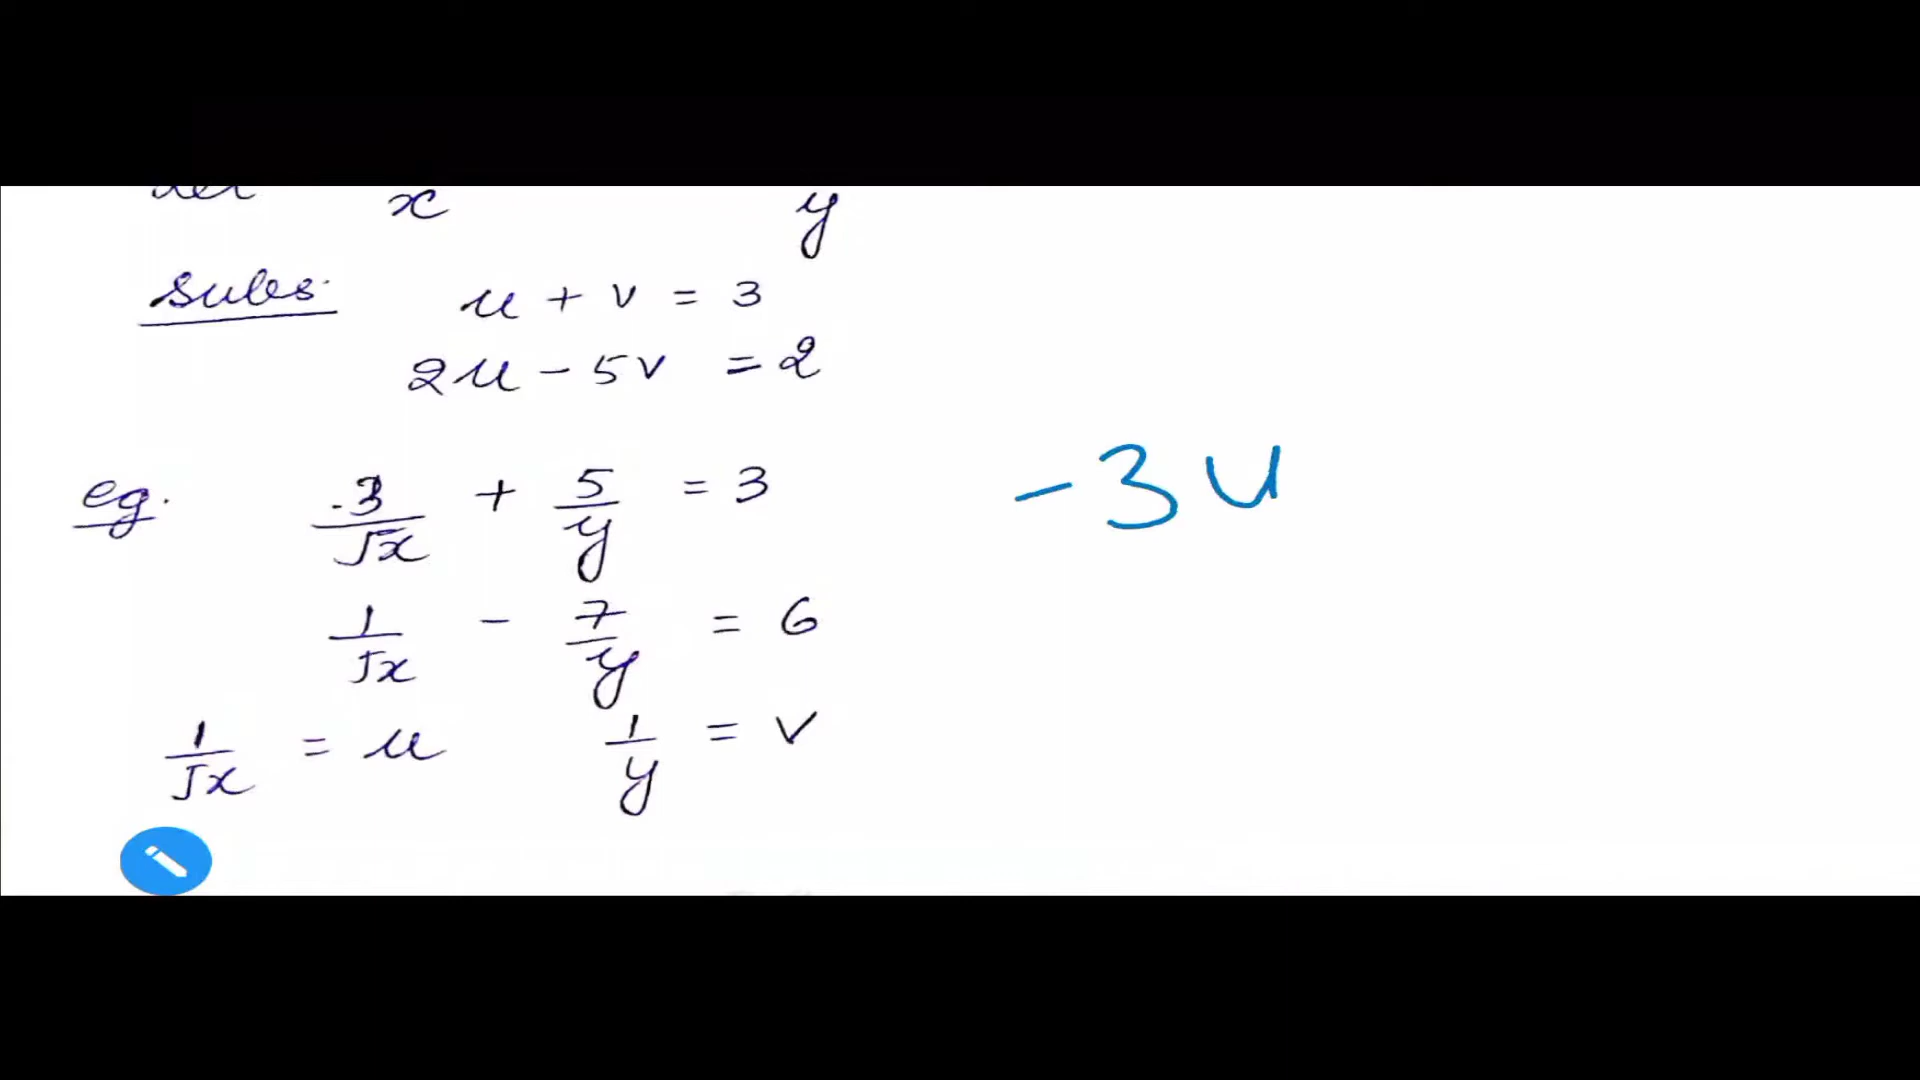 x y
subs. u + v = 3
2u - 5v = 2
eg. -3/√x + 5/y = 3 -3u
1/√x - 7/y = 6
1/√x = u 1/y = v